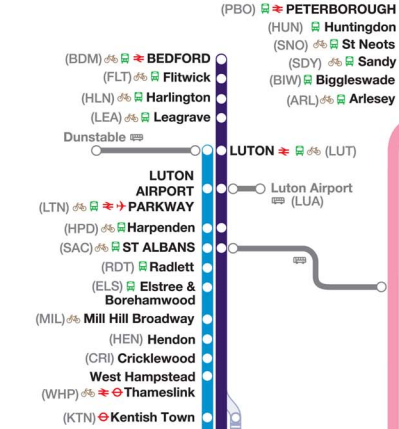 (PBO) PETERBOROUGH
(HUN) Huntingdon
(SNO) St Neots
(SDY) Sandy
(BIW) Biggleswade
(ARL) Arlesey
(BDM) BEDFORD
(FLT) Flitwick
(HLN) Harlington
(LEA) Leagrave
Dunstable
LUTON (LUT)
LUTON
AIRPORT
(LTN) PARKWAY
Luton Airport
(LUA)
(HPD) Harpenden
(SAC) ST ALBANS
(RDT) Radlett
(ELS) Elstree &
Borehamwood
(MIL) Mill Hill Broadway
(HEN) Hendon
(CRI) Cricklewood
West Hampstead
(WHP) Thameslink
(KTN) Kentish Town